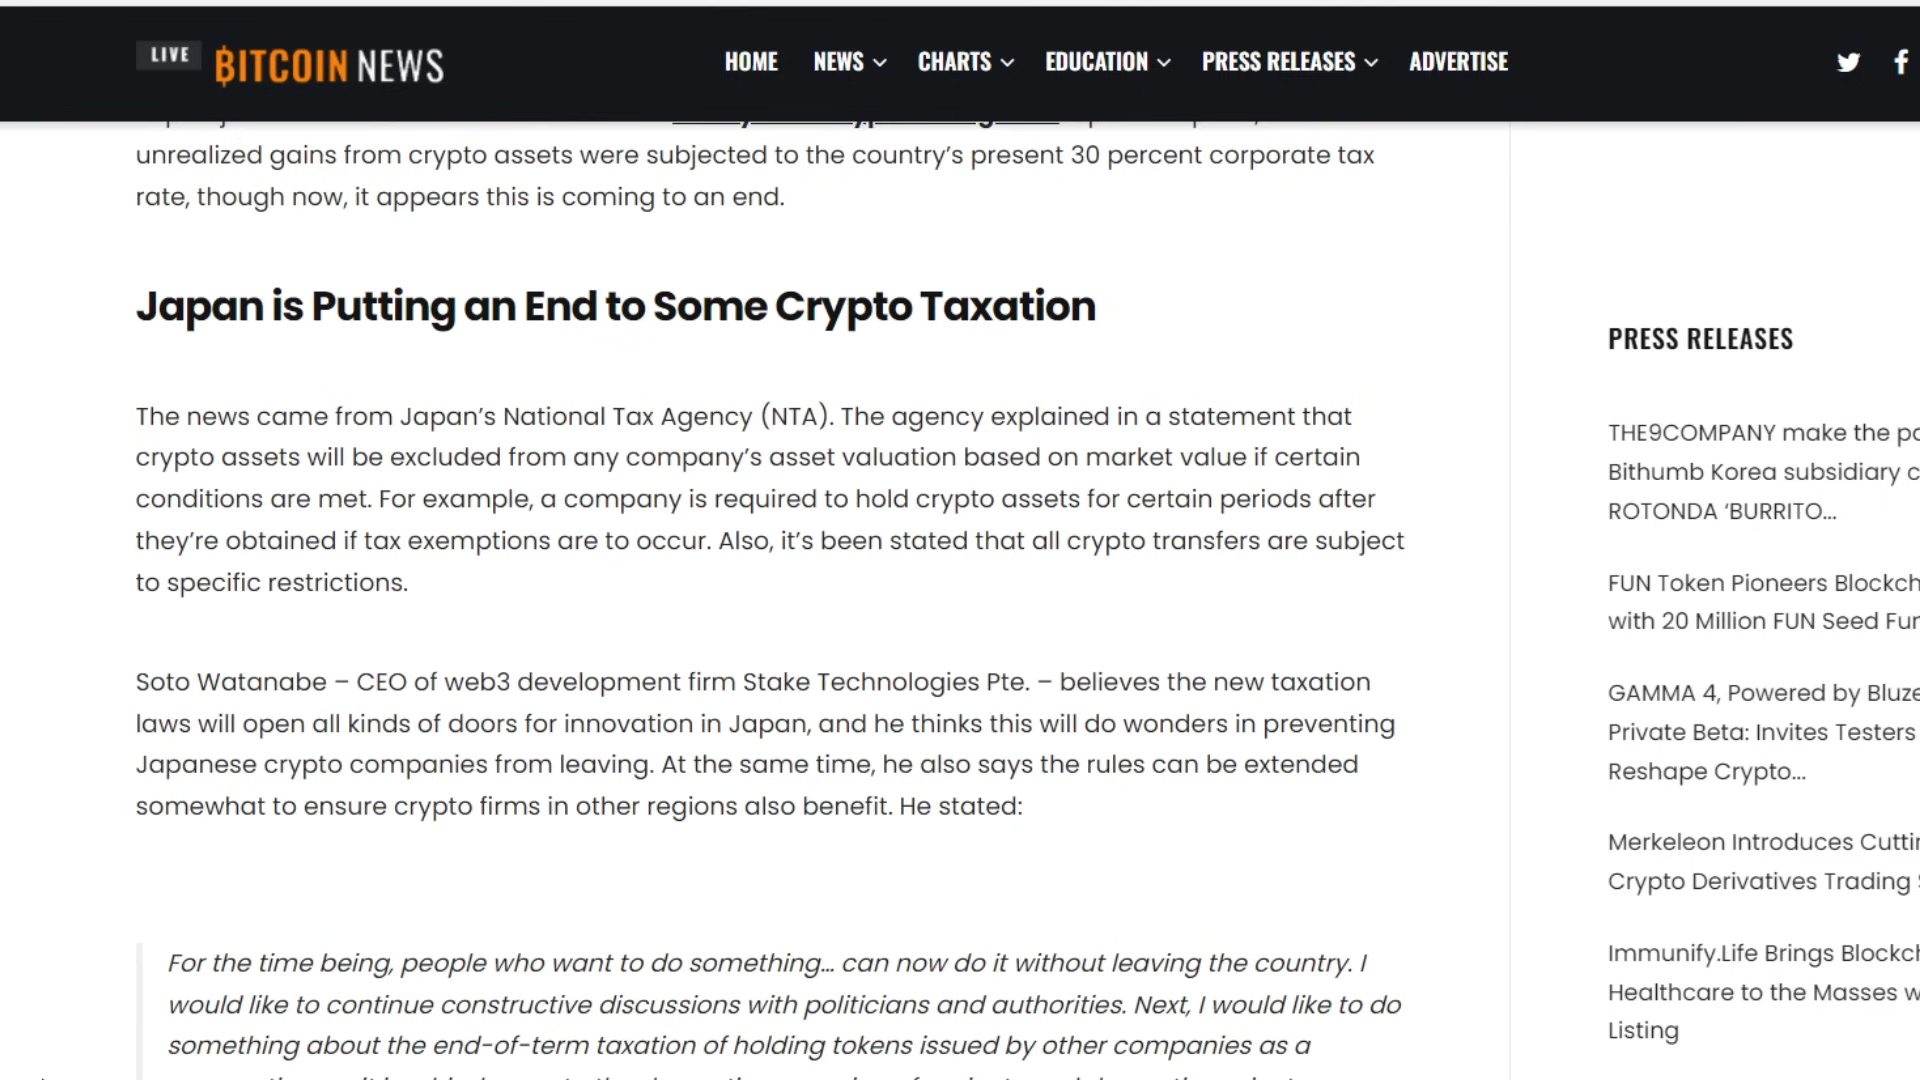 LIVE BITCOIN NEWS
HOME NEWS CHARTS EDUCATION PRESS RELEASES ADVERTISE
unrealized gains from crypto assets were subjected to the country’s present 30 percent corporate tax
rate, though now, it appears this is coming to an end.
Japan is Putting an End to Some Crypto Taxation
The news came from Japan’s National Tax Agency (NTA). The agency explained in a statement that
crypto assets will be excluded from any company’s asset valuation based on market value if certain
conditions are met. For example, a company is required to hold crypto assets for certain periods after
they’re obtained if tax exemptions are to occur. Also, it’s been stated that all crypto transfers are subject
to specific restrictions.
Soto Watanabe – CEO of web3 development firm Stake Technologies Pte. – believes the new taxation
laws will open all kinds of doors for innovation in Japan, and he thinks this will do wonders in preventing
Japanese crypto companies from leaving. At the same time, he also says the rules can be extended
somewhat to ensure crypto firms in other regions also benefit. He stated:
For the time being, people who want to do something… can now do it without leaving the country. I
would like to continue constructive discussions with politicians and authorities. Next, I would like to do
something about the end-of-term taxation of holding tokens issued by other companies as a
PRESS RELEASES
THE9COMPANY make the
Bithumb Korea subsidiary
ROTONDA ‘BURRITO…
FUN Token Pioneers
with 20 Million FUN Seed
GAMMA 4, Powered by
Private Beta: Invites Testers
Reshape Crypto…
Merkeleon Introduces
Crypto Derivatives Trading
Immunify.Life Brings
Healthcare to the Masses
Listing